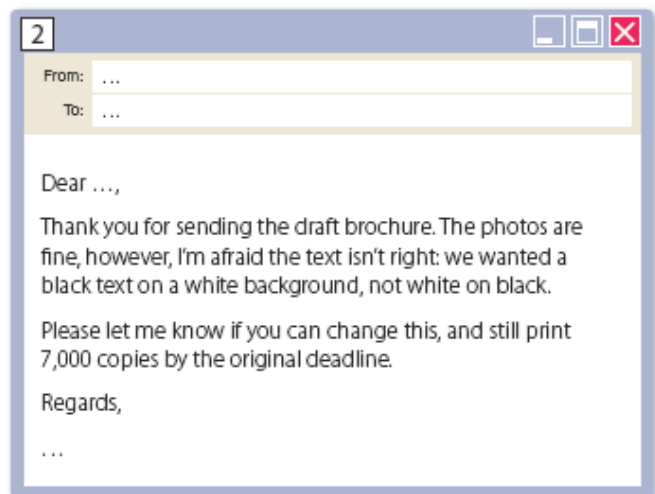 2
From: ...
To: ...
Dear ...,
Thank you for sending the draft brochure. The photos are
fine, however, I'm afraid the text isn't right: we wanted a
black text on a white background, not white on black.
Please let me know if you can change this, and still print
7,000 copies by the original deadline.
Regards,
...